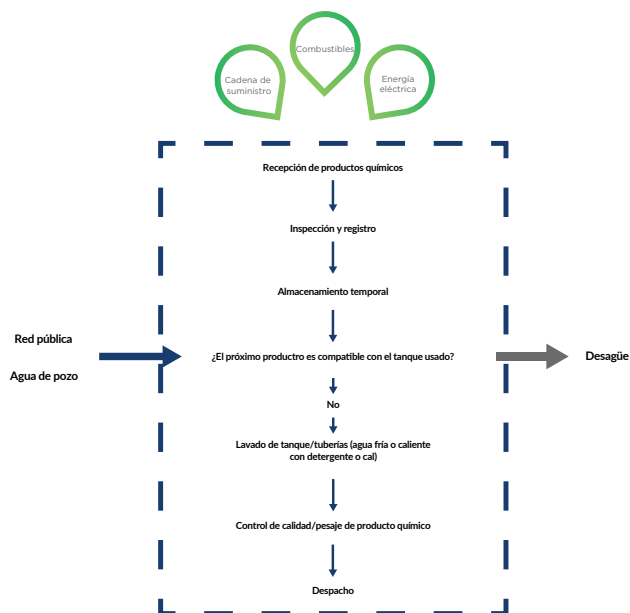 Combustibles
Cadena de
suministro
Energía
eléctrica
Recepción de productos químicos
Inspección y registro
Almacenamiento temporal
Red pública
¿El próximo productro es compatible con el tanque usado?
Desagüe
Agua de pozo
No
Lavado de tanque/tuberías (agua fría o caliente
con detergente o cal)
Control de calidad/pesaje de producto químico
Despacho